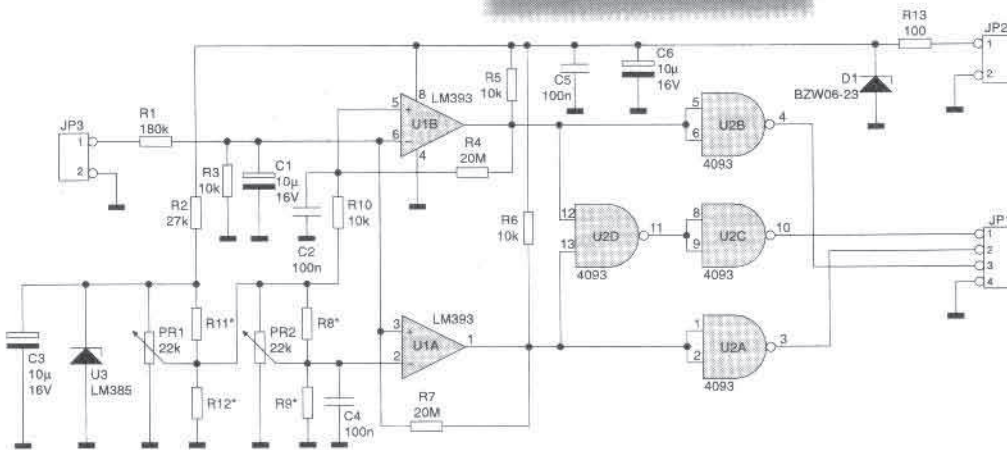 R13
100
JP2
1
2
C6
10µ
16V
C5
100n
D1
BZW06-23
R5
10k
8
LM393
5
+
U1B
6
–
4
R4
20M
5
6
U2B
4
4093
JP3
1
2
R1
180k
R3
10k
C1
10µ
16V
R2
27k
C2
100n
R10
10k
R6
10k
12
13
U2D
11
4093
8
9
U2C
10
4093
JP
1
2
3
4
C3
10µ
16V
U3
LM385
PR1
22k
R11*
R12*
PR2
22k
R8*
R9*
C4
100n
LM393
3
+
U1A
2
–
1
R7
20M
1
2
U2A
3
4093